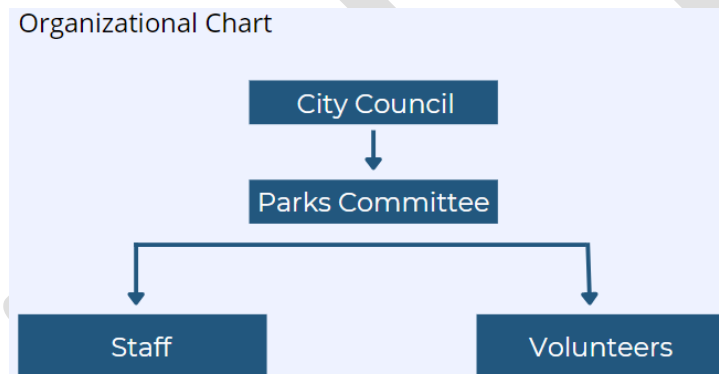 Organizational Chart
City Council
Parks Committee
Staff
Volunteers